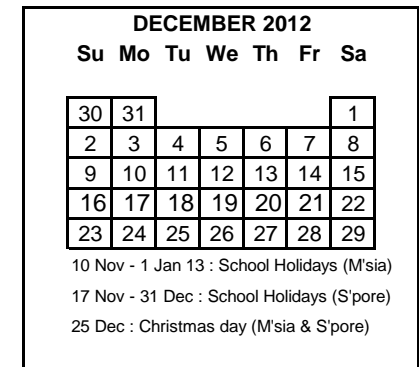 DECEMBER 2012
Su Mo Tu We Th Fr Sa
30 31 1
2 3 4 5 6 7 8
9 10 11 12 13 14 15
16 17 18 19 20 21 22
23 24 25 26 27 28 29
10 Nov - 1 Jan 13 : School Holidays (M'sia)
17 Nov - 31 Dec : School Holidays (S'pore)
25 Dec : Christmas day (M'sia & S'pore)